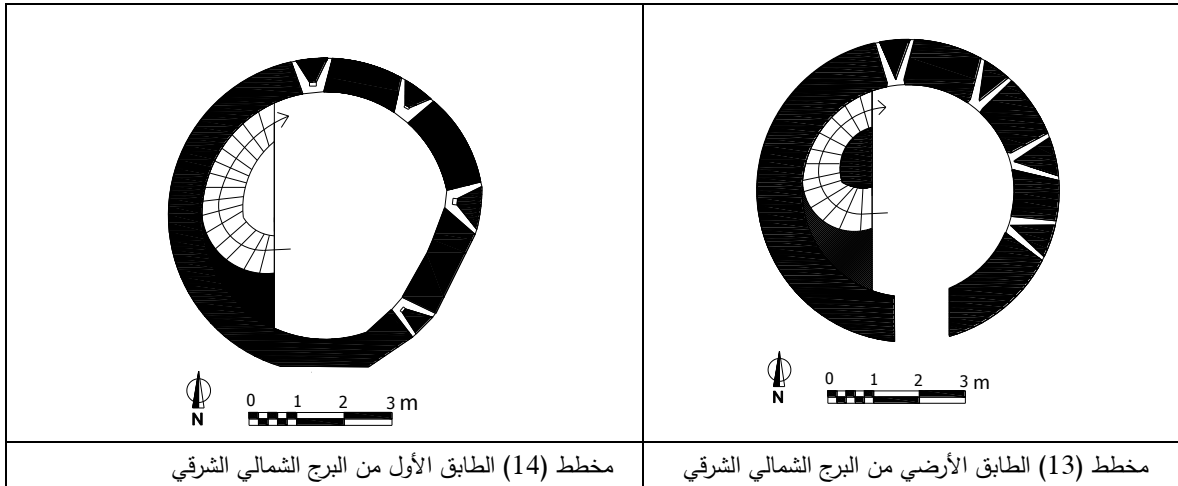 0 1 2 3 m
N
مخطط (13) الطابق الأرضي من البرج الشمالي الشرقي
0 1 2 3 m
N
مخطط (14) الطابق الأول من البرج الشمالي الشرقي